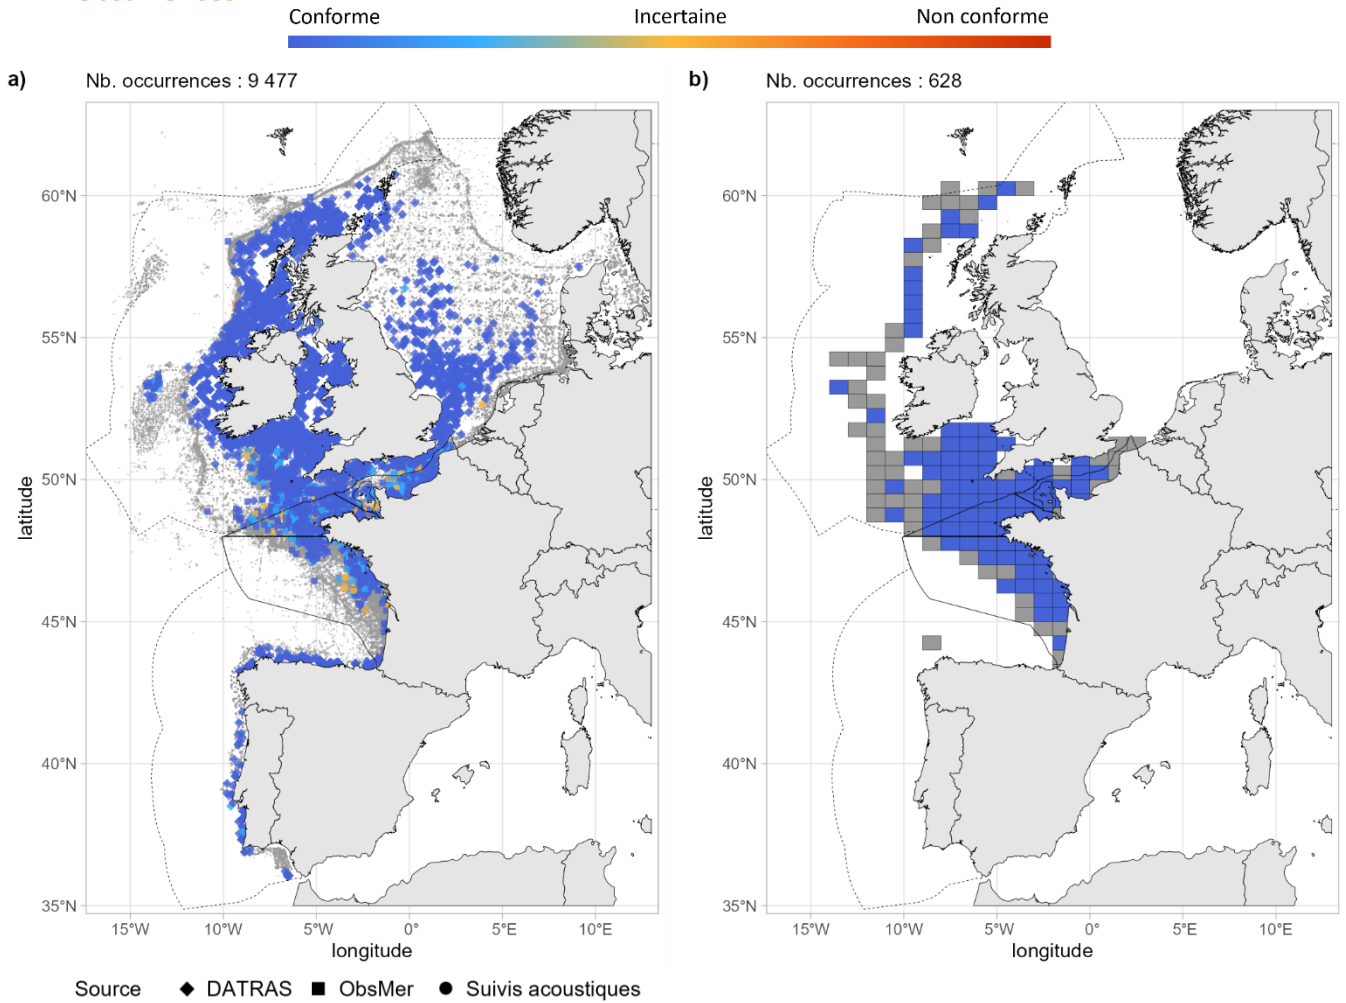 Conforme Incertaine Non conforme
a) Nb. occurrences : 9 477
b) Nb. occurrences : 628
60°N
55°N
50°N
45°N
40°N
35°N
latitude
15°W 10°W 5°W 0° 5°E 10°E
longitude
60°N
55°N
50°N
45°N
40°N
35°N
latitude
15°W 10°W 5°W 0° 5°E 10°E
longitude
Source DATRAS ObsMer Suivis acoustiques